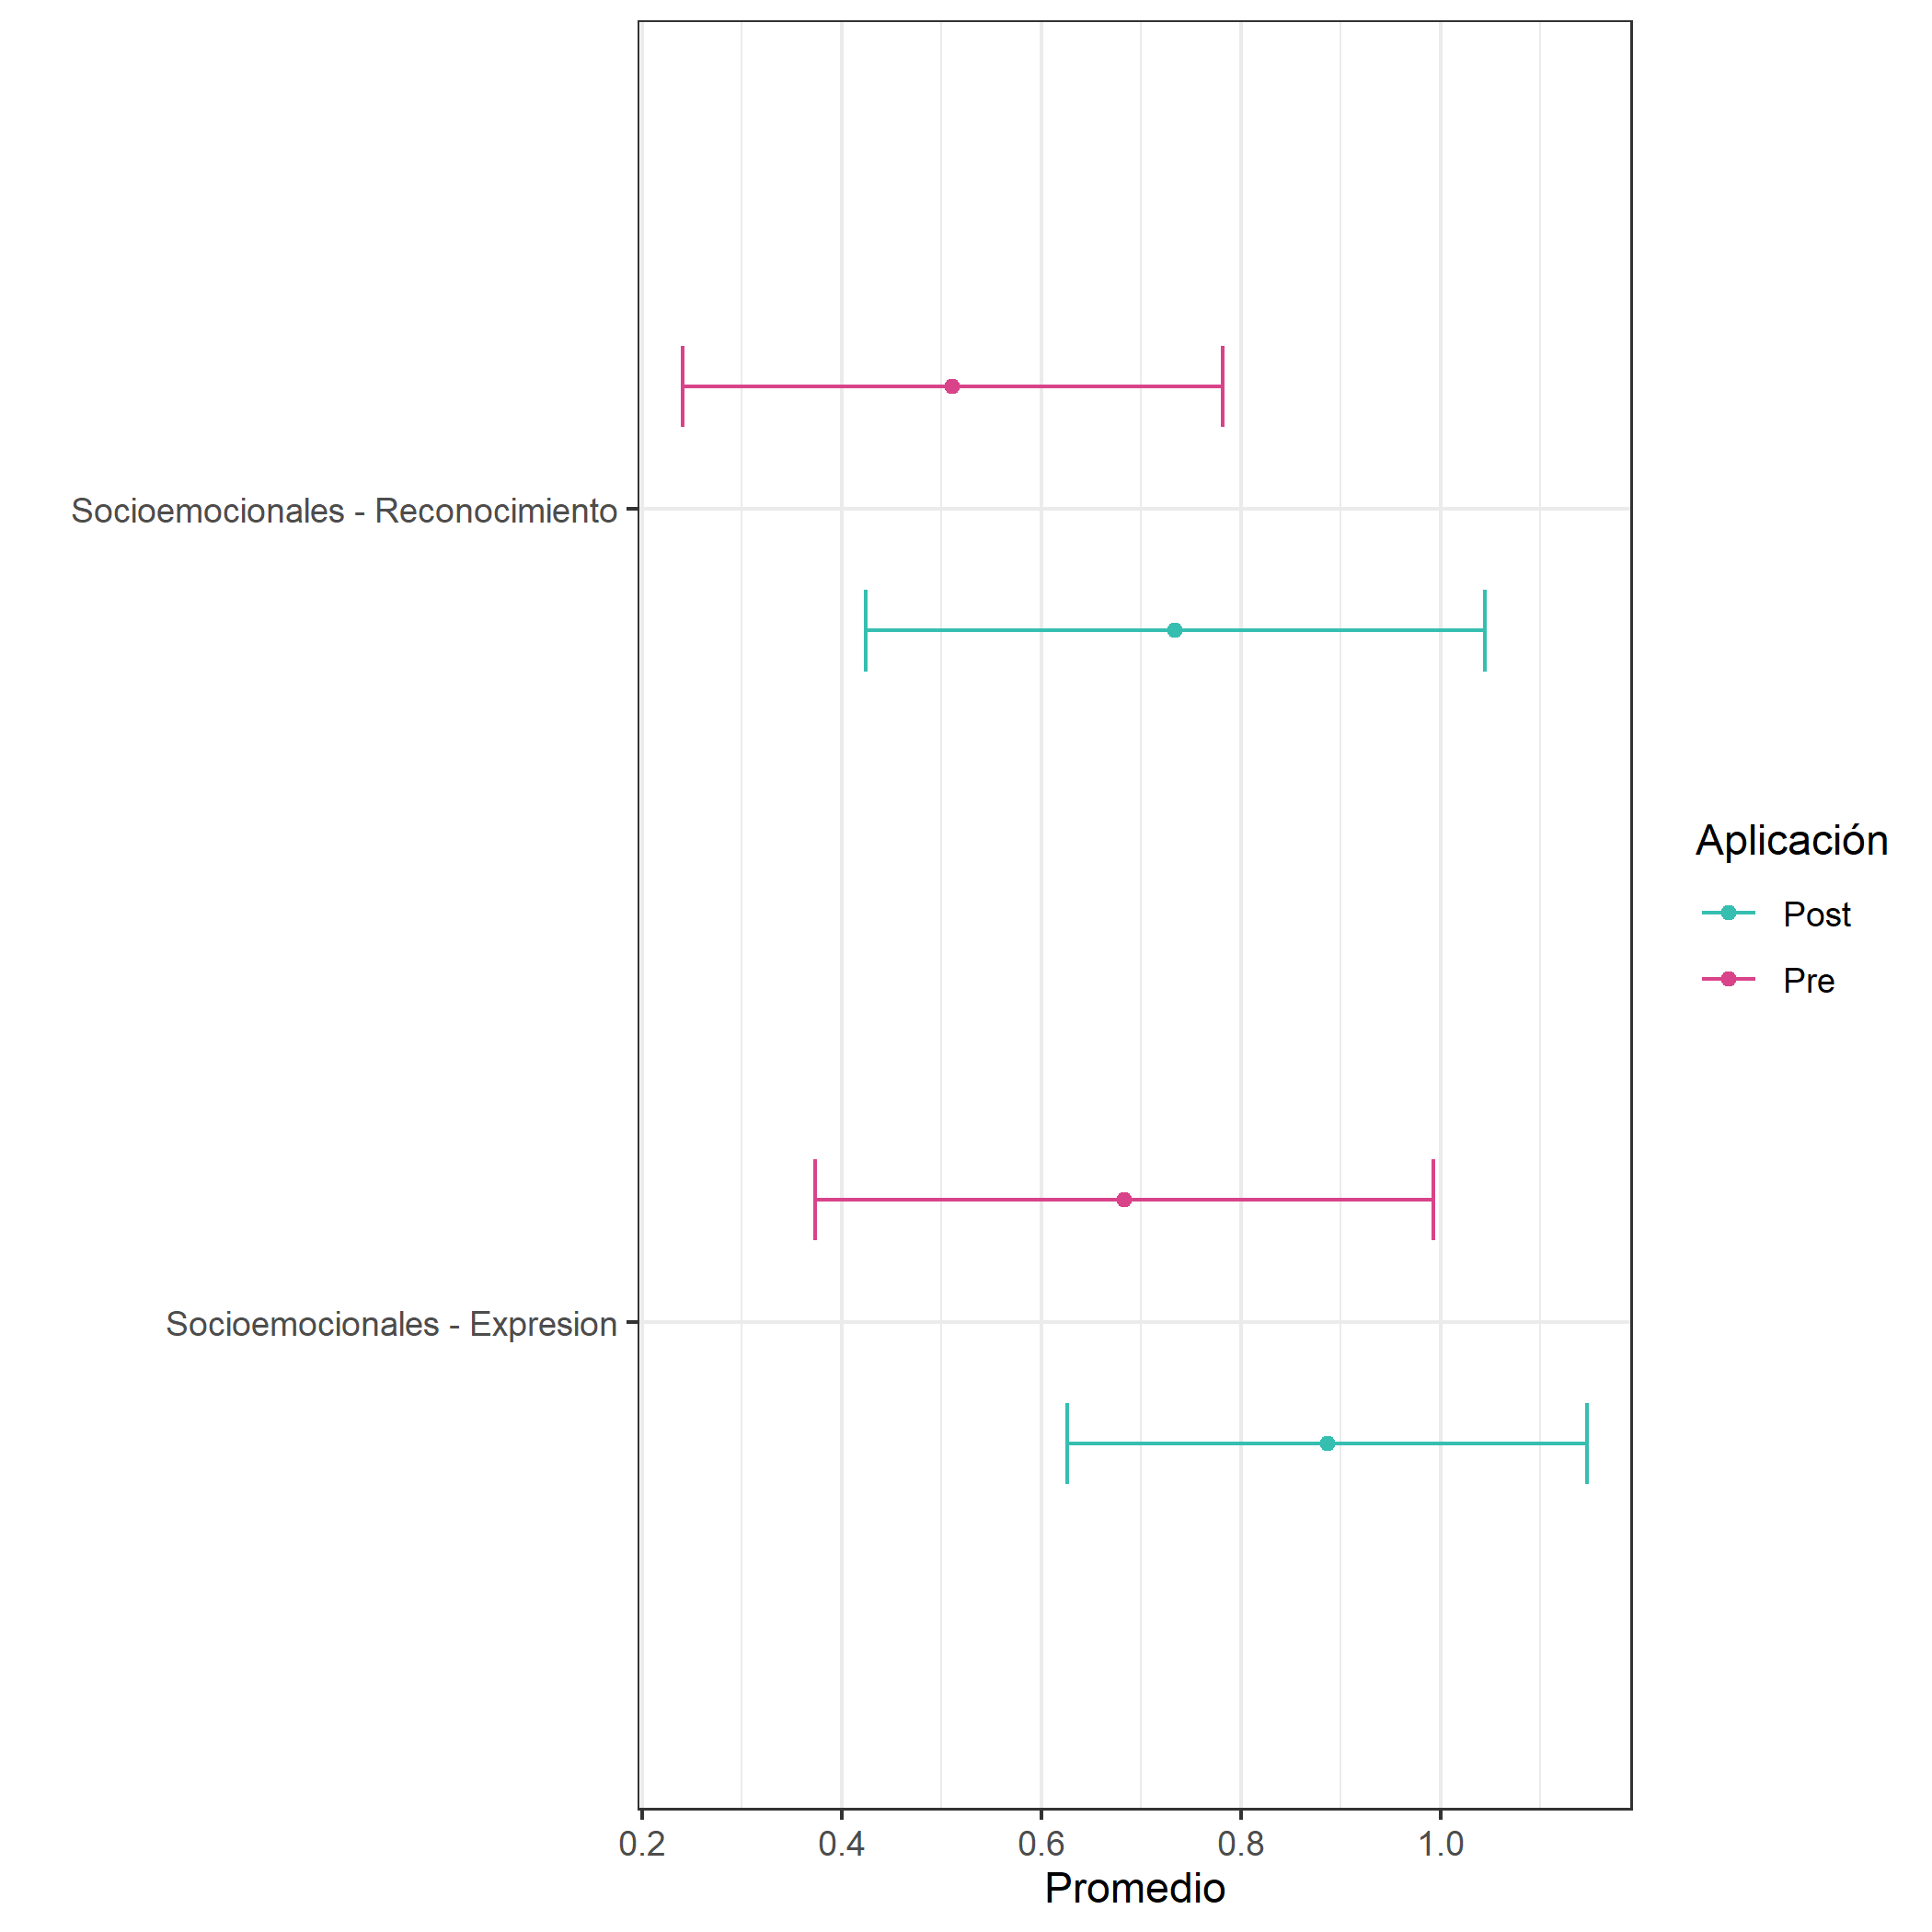 Socioemocionales - Reconocimiento
Socioemocionales - Expresion
0.2 0.4 0.6 0.8 1.0
Promedio
Aplicación
Post
Pre